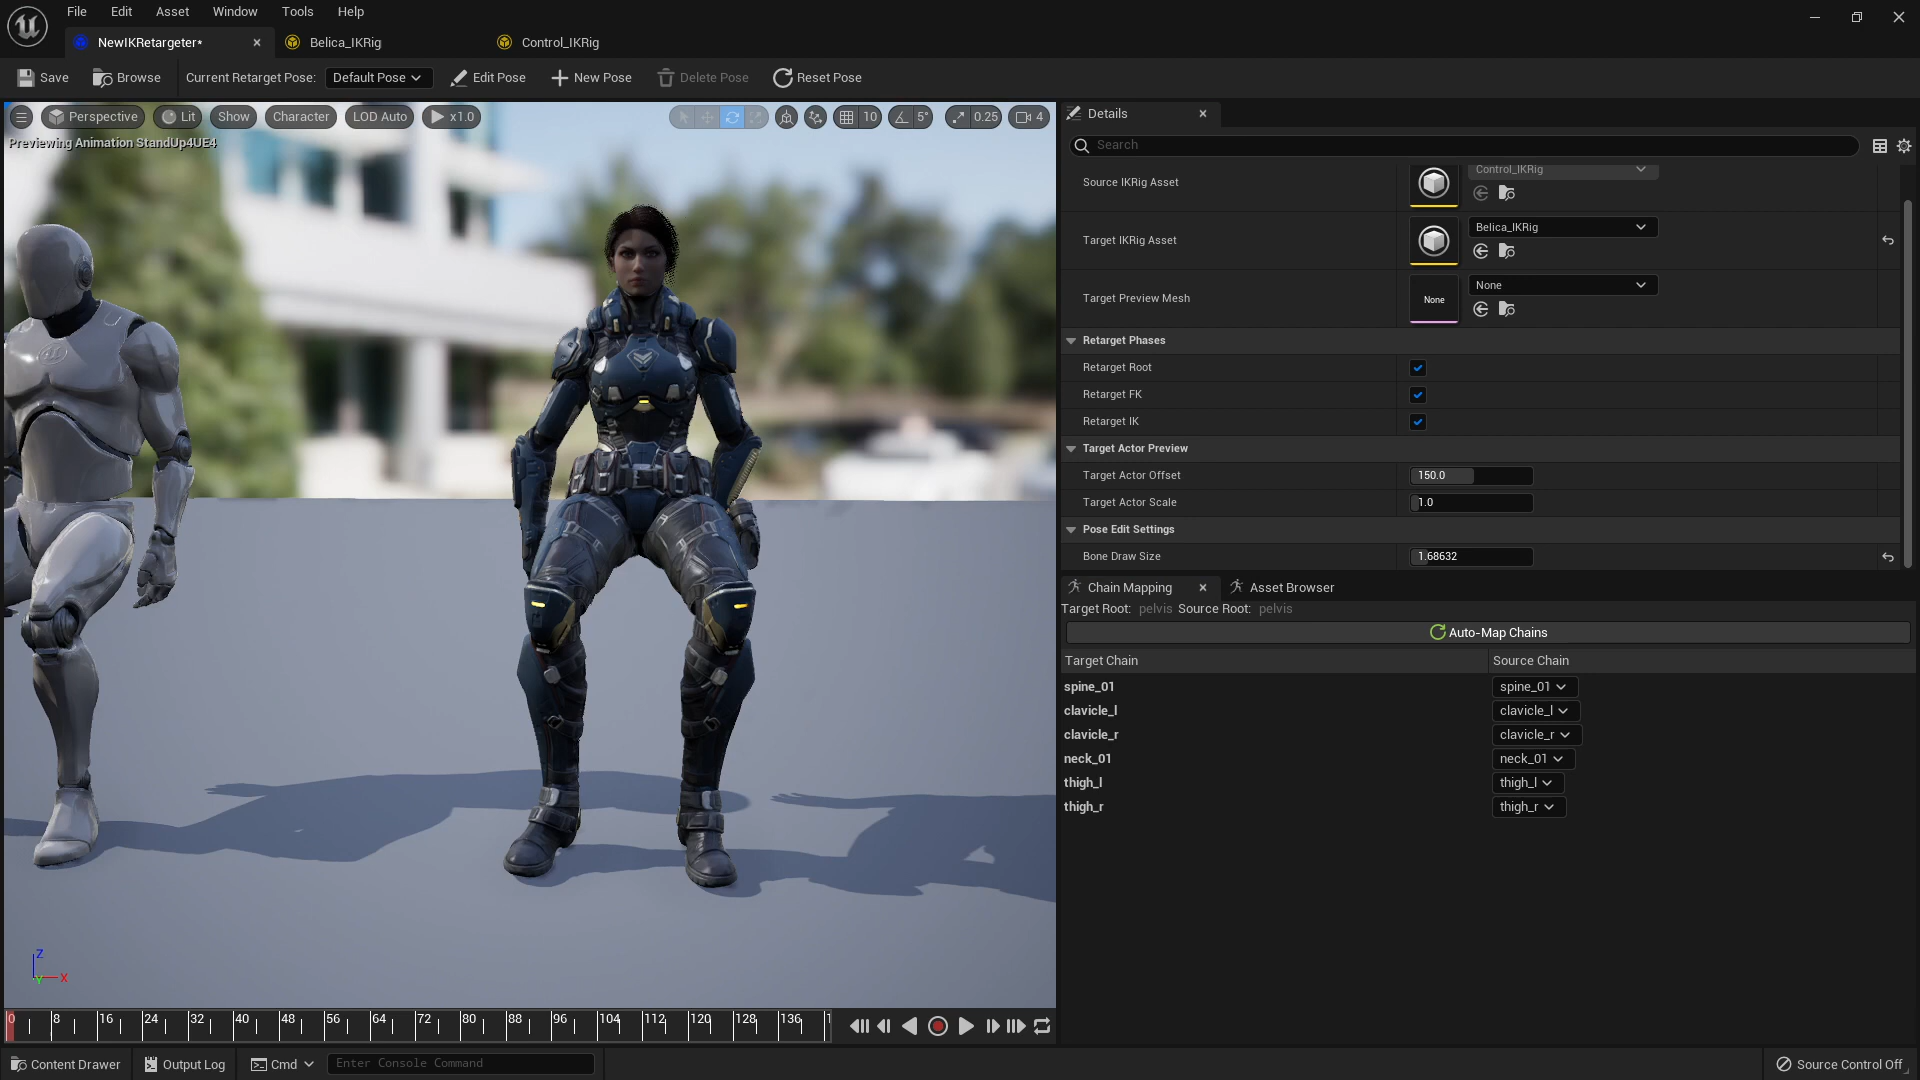 File Edit Asset Window Tools Help
NewIKRetargeter* Belica_IKRig Control_IKRig
Save Browse Current Retarget Pose: Default Pose Edit Pose New Pose Delete Pose Reset Pose
Perspective Lit Show Character LOD Auto x1.0 10 5° 0.25 4
Previewing Animation StandUp4UE4
Details
Search
Source IKRig Asset Control_IKRig
Target IKRig Asset Belica_IKRig
Target Preview Mesh None None
Retarget Phases
Retarget Root
Retarget FK
Retarget IK
Target Actor Preview
Target Actor Offset 150.0
Target Actor Scale 1.0
Pose Edit Settings
Bone Draw Size 1.68632
Chain Mapping Asset Browser
Target Root: pelvis Source Root: pelvis
Auto-Map Chains
Target Chain Source Chain
spine_01 spine_01
clavicle_l clavicle_l
clavicle_r clavicle_r
neck_01 neck_01
thigh_l thigh_l
thigh_r thigh_r
Z
Y X
0 8 16 24 32 40 48 56 64 72 80 88 96 104 112 120 128 136
Content Drawer Output Log Cmd Enter Console Command Source Control Off